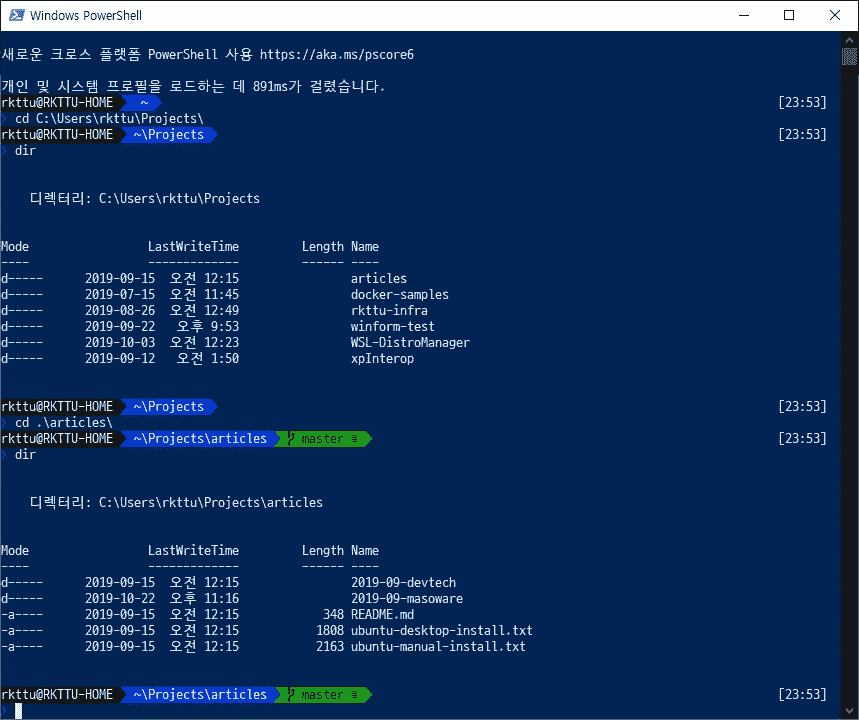 Windows PowerShell
새로운 크로스 플랫폼 PowerShell 사용 https://aka.ms/pscore6
개인 및 시스템 프로필을 로드하는 데 891ms가 걸렸습니다.
rkttu@RKTTU-HOME ~ [23:53]
cd C:\Users\rkttu\Projects\
rkttu@RKTTU-HOME ~\Projects [23:53]
dir
디렉터리: C:\Users\rkttu\Projects
Mode LastWriteTime Length Name
---- ------------- ------ ----
d----- 2019-09-15 오전 12:15 articles
d----- 2019-07-15 오전 11:45 docker-samples
d----- 2019-08-26 오전 12:49 rkttu-infra
d----- 2019-09-22 오후 9:53 winform-test
d----- 2019-10-03 오전 12:23 WSL-DistroManager
d----- 2019-09-12 오전 1:50 xpInterop
rkttu@RKTTU-HOME ~\Projects [23:53]
cd .\articles\
rkttu@RKTTU-HOME ~\Projects\articles master ≡ [23:53]
dir
디렉터리: C:\Users\rkttu\Projects\articles
Mode LastWriteTime Length Name
---- ------------- ------ ----
d----- 2019-09-15 오전 12:15 2019-09-devtech
d----- 2019-10-22 오후 11:16 2019-09-masoware
-a---- 2019-09-15 오전 12:15 348 README.md
-a---- 2019-09-15 오전 12:15 1808 ubuntu-desktop-install.txt
-a---- 2019-09-15 오전 12:15 2163 ubuntu-manual-install.txt
rkttu@RKTTU-HOME ~\Projects\articles master ≡ [23:53]